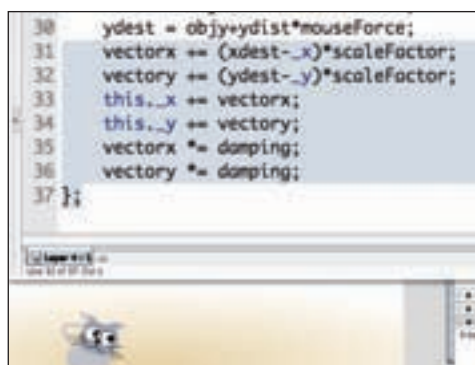 30 ydest = objy+ydist*mouseForce;
31 vectorx += (xdest-_x)*scaleFactor;
32 vectory += (ydest-_y)*scaleFactor;
33 this._x += vectorx;
34 this._y += vectory;
35 vectorx *= damping;
36 vectory *= damping;
37 };